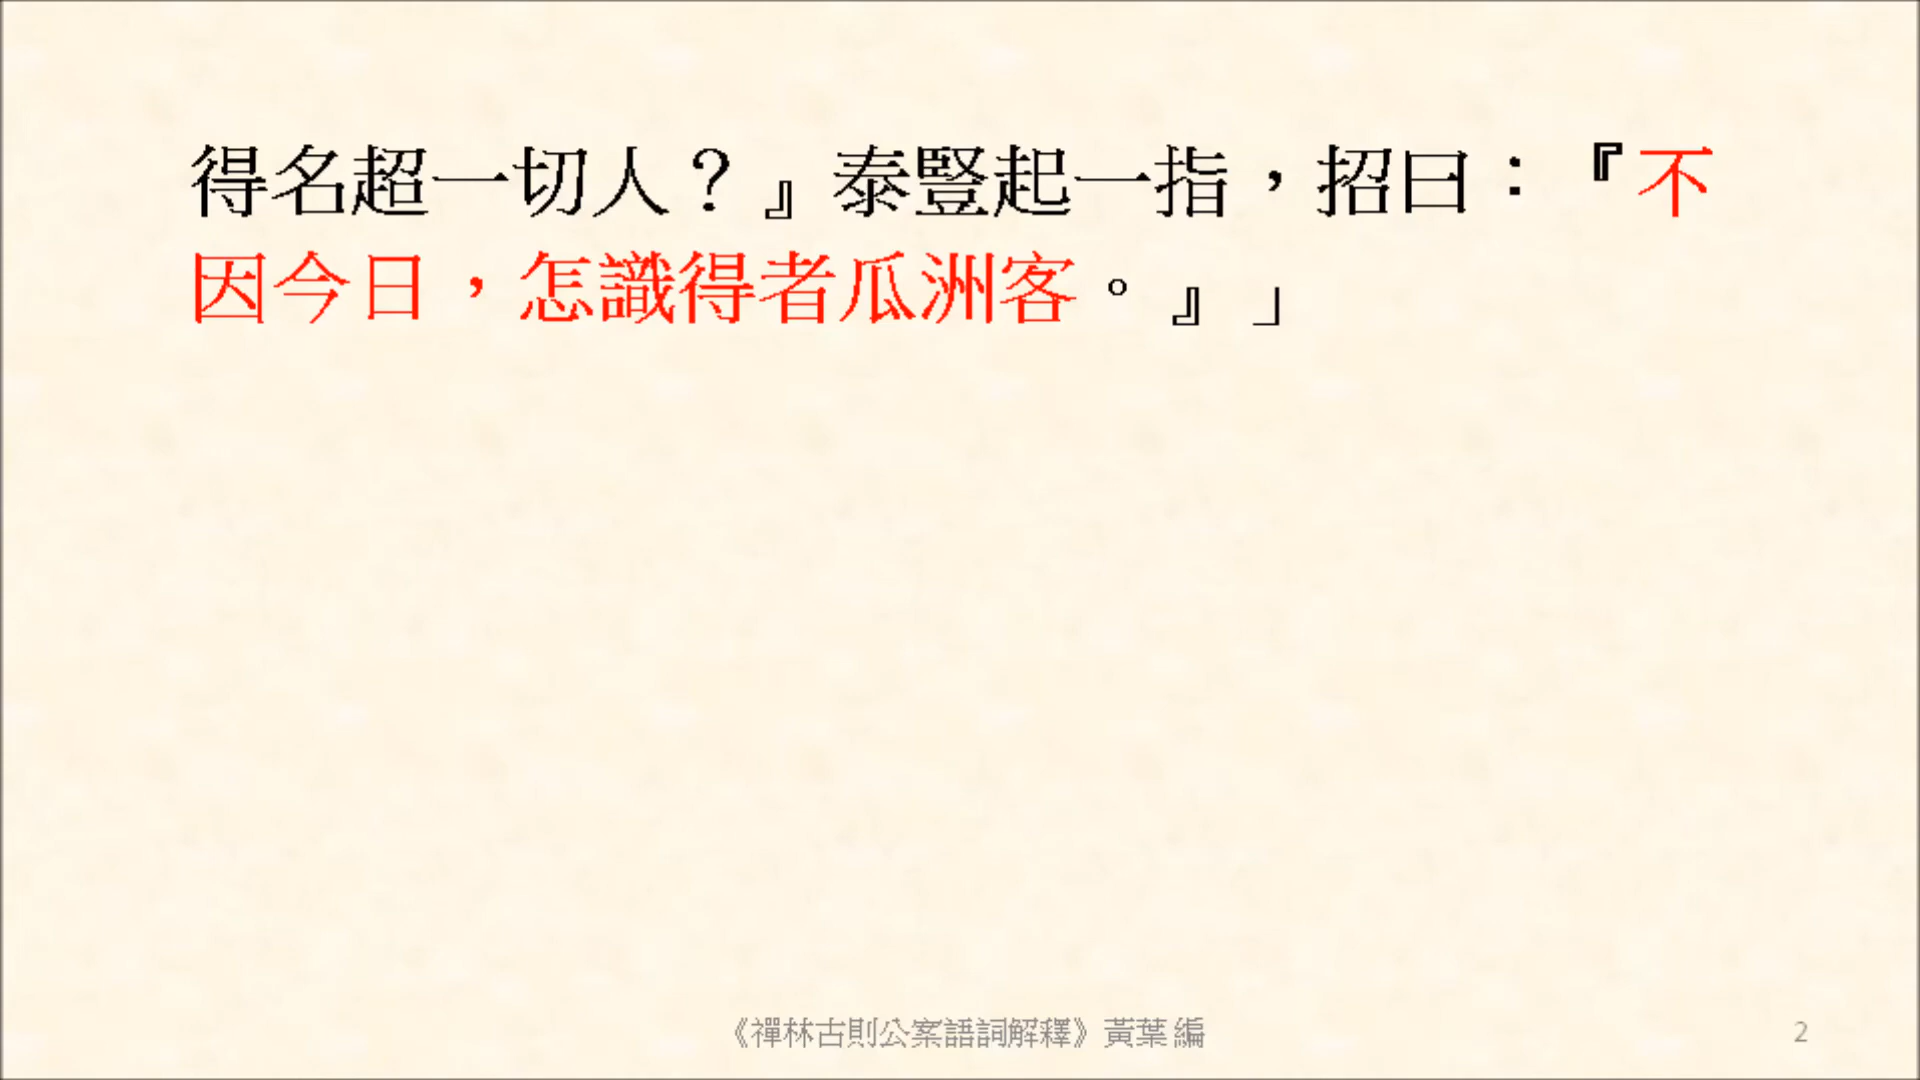 得名超一切人？』泰豎起一指，招曰：『不
因今日，怎識得者瓜洲客。』」
《禪林古則公案語詞解釋》黃葉 編
2